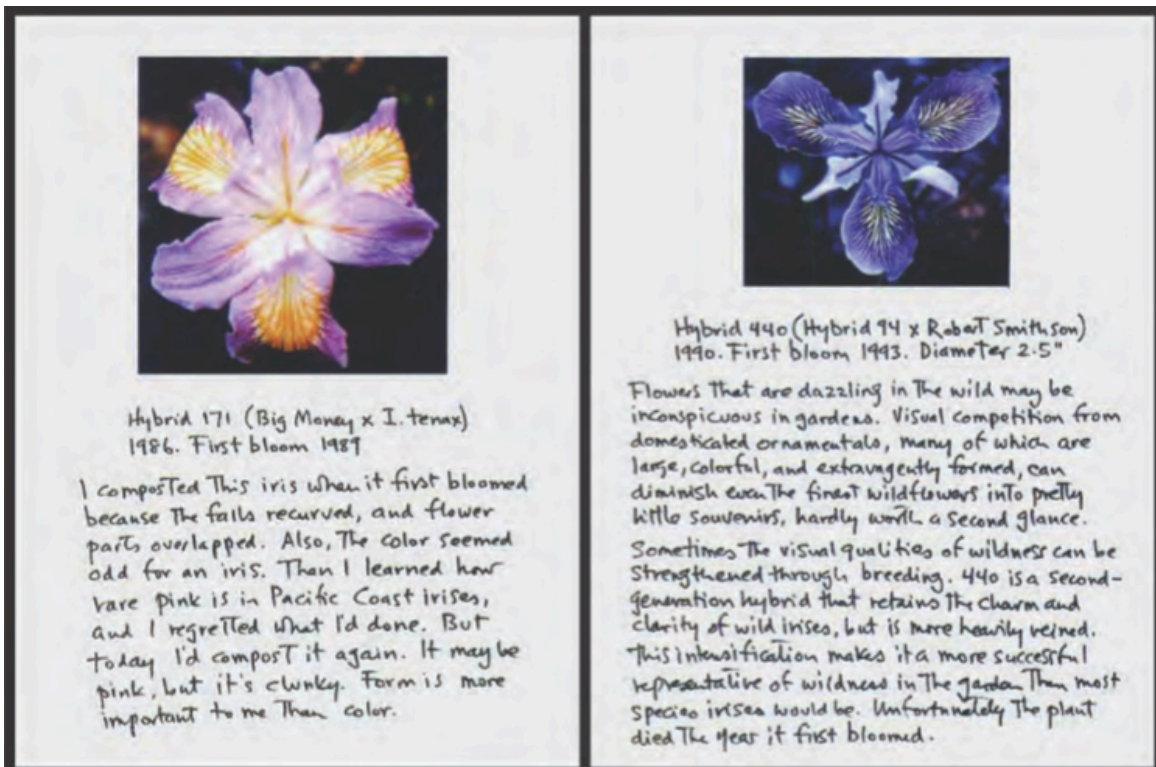 Hybrid 171 (Big Money x I. tenax)
1986. First bloom 1989
I composted this iris when it first bloomed
because the falls recurved, and flower
parts overlapped. Also, the color seemed
odd for an iris. Then I learned how
rare pink is in Pacific Coast irises,
and I regretted what I'd done. But
today I'd compost it again. It may be
pink, but it's clunky. Form is more
important to me than color.
Hybrid 440 (Hybrid 94 x Robert Smithson)
1990. First bloom 1993. Diameter 2.5"
Flowers that are dazzling in the wild may be
inconspicuous in gardens. Visual competition from
domesticated ornamentals, many of which are
large, colorful, and extravagently formed, can
diminish even the finest wildflowers into pretty
little souvenirs, hardly worth a second glance.
Sometimes the visual qualities of wildness can be
strengthened through breeding. 440 is a second-
generation hybrid that retains the charm and
clarity of wild irises, but is more heavily veined.
This intensification makes it a more successful
representative of wildness in the garden than most
species irises would be. Unfortunately the plant
died the year it first bloomed.